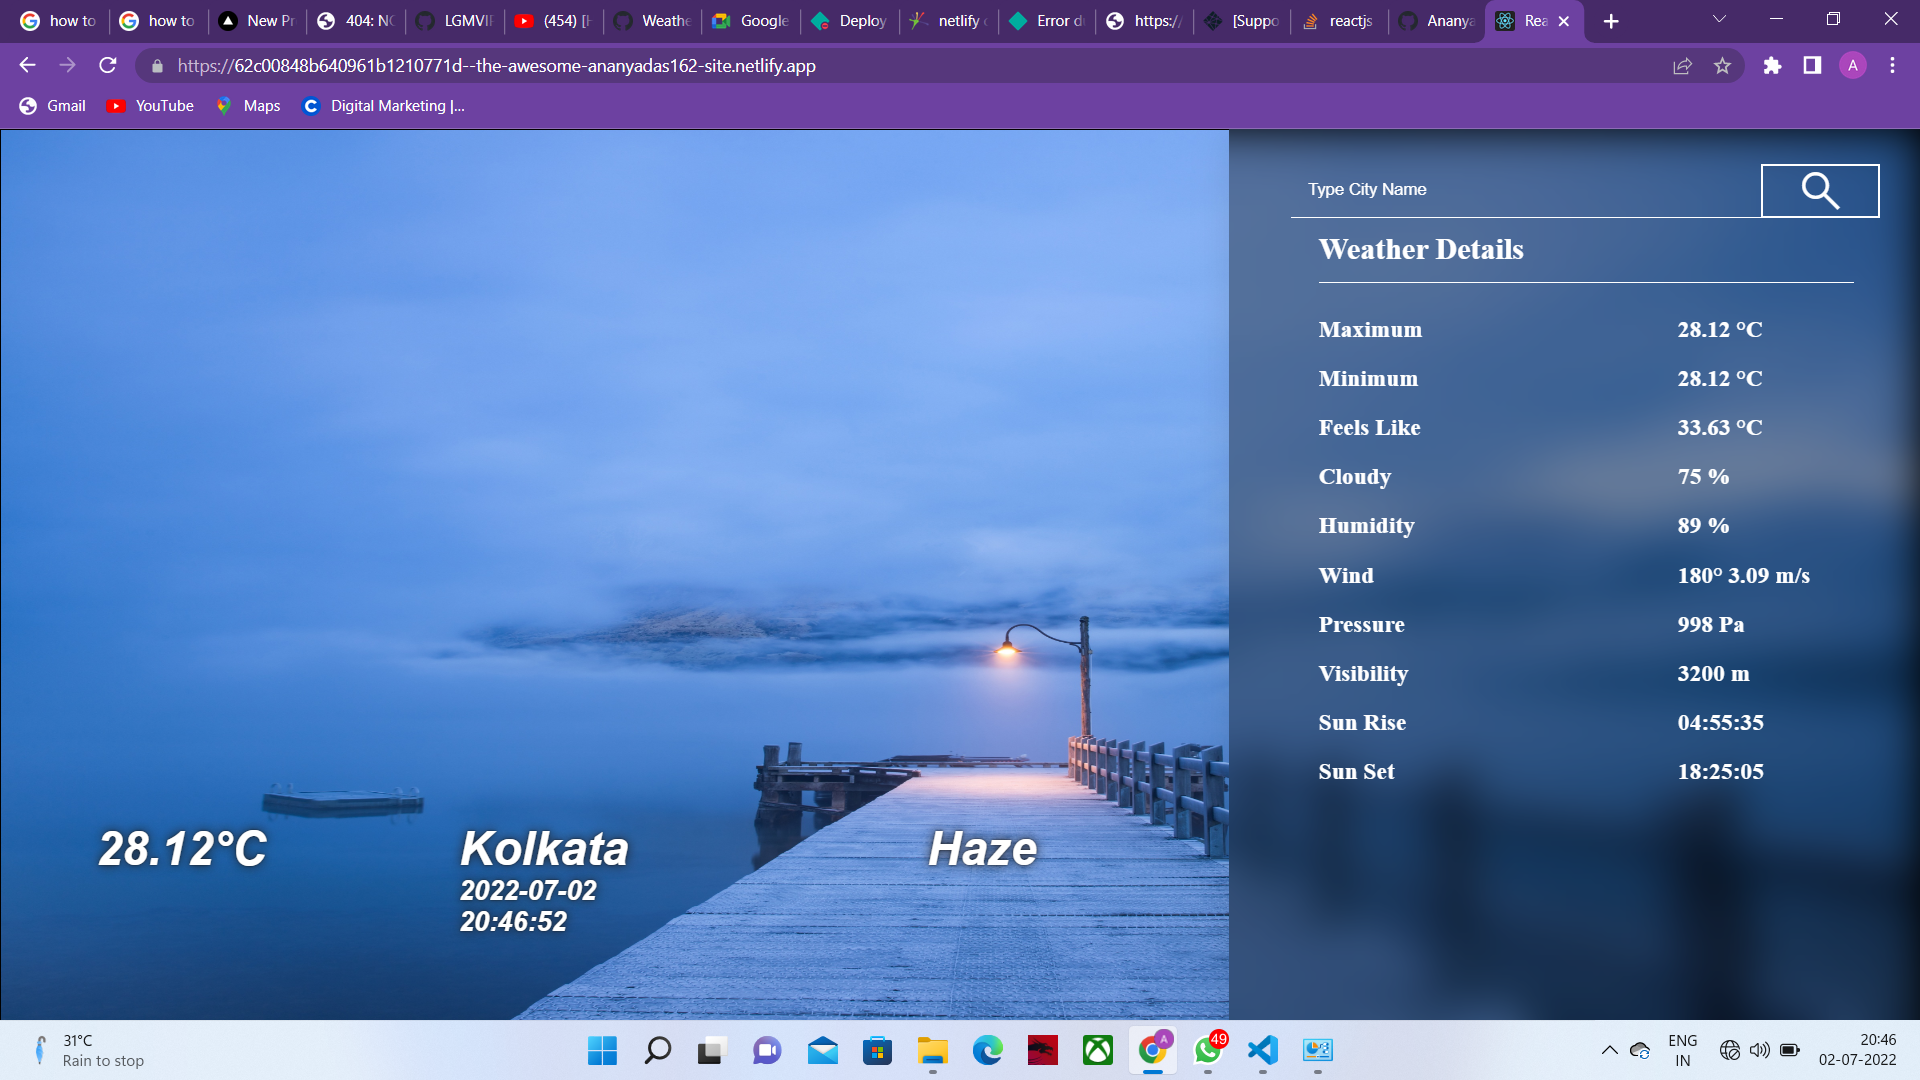 how to
how to
New Pr
404: NO
LGMVIP
(454) [H
Weathe
Google
Deploy
netlify
Error d
https:/
[Suppo
reactjs
Ananya
Rea
https://62c00848b640961b1210771d--the-awesome-ananyadas162-site.netlify.app
A
Gmail
YouTube
Maps
Digital Marketing |...
Type City Name
Weather Details
Maximum 28.12 °C
Minimum 28.12 °C
Feels Like 33.63 °C
Cloudy 75 %
Humidity 89 %
Wind 180° 3.09 m/s
Pressure 998 Pa
Visibility 3200 m
Sun Rise 04:55:35
Sun Set 18:25:05
28.12°C
Kolkata
2022-07-02
20:46:52
Haze
31°C
Rain to stop
A
49
ENG
IN
20:46
02-07-2022